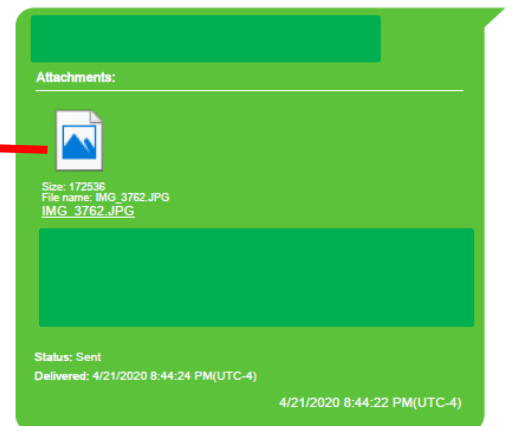 Attachments:
Size: 172536
File name: IMG_3762.JPG
IMG_3762.JPG
Status: Sent
Delivered: 4/21/2020 8:44:24 PM(UTC-4)
4/21/2020 8:44:22 PM(UTC-4)